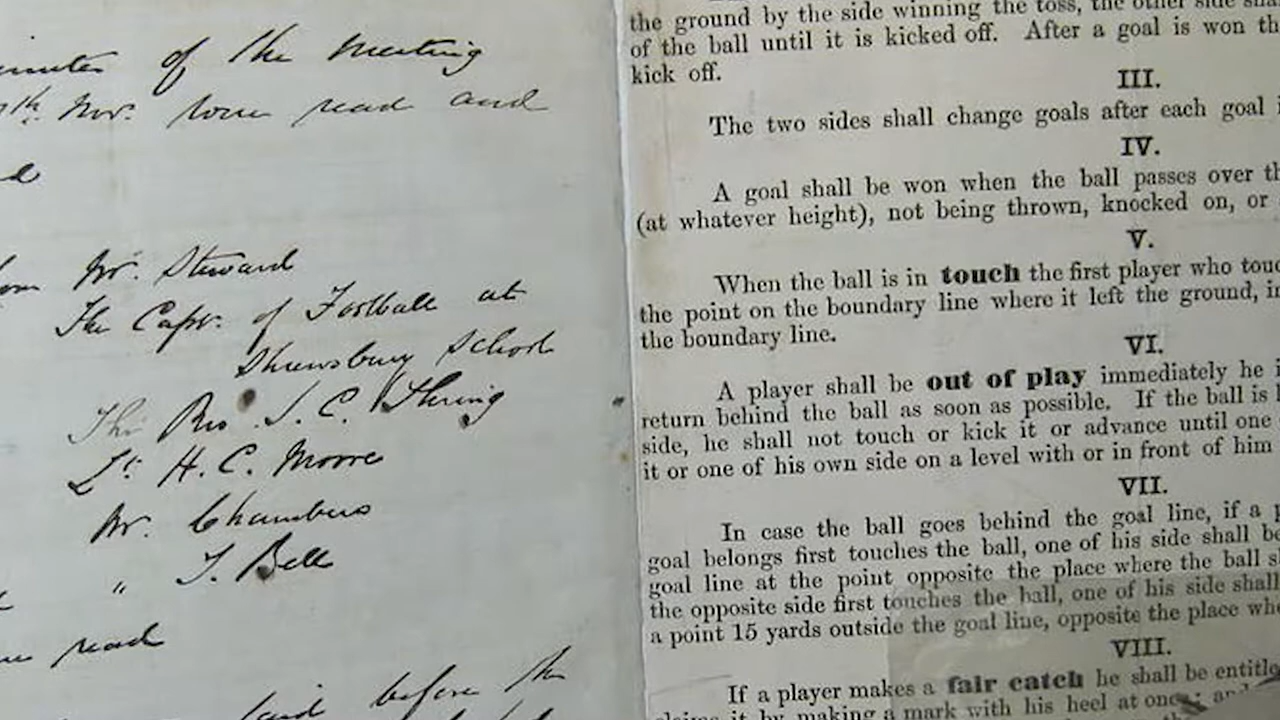 of the meeting
were read and
Mr. Steward
The Capt. of Football at
Shrewsbury School
The Rev. J. C. Thring
Lt. H. C. Moore
Mr. Chambers
" J. Bell
read
laid before the
the ground by the side winning the toss, the other side
of the ball until it is kicked off. After a goal is won
kick off.
III.
The two sides shall change goals after each goal
IV.
A goal shall be won when the ball passes over
(at whatever height), not being thrown, knocked on, or
V.
When the ball is in touch the first player who
the point on the boundary line where it left the ground,
the boundary line.
VI.
A player shall be out of play immediately he
return behind the ball as soon as possible. If the ball is
side, he shall not touch or kick it or advance until one
it or one of his own side on a level with or in front of him
VII.
In case the ball goes behind the goal line, if a
goal belongs first touches the ball, one of his side shall
goal line at the point opposite the place where the ball
the opposite side first touches the ball, one of his side shall
a point 15 yards outside the goal line, opposite the place
VIII.
If a player makes a fair catch he shall be
it by making a mark with his heel at once; and